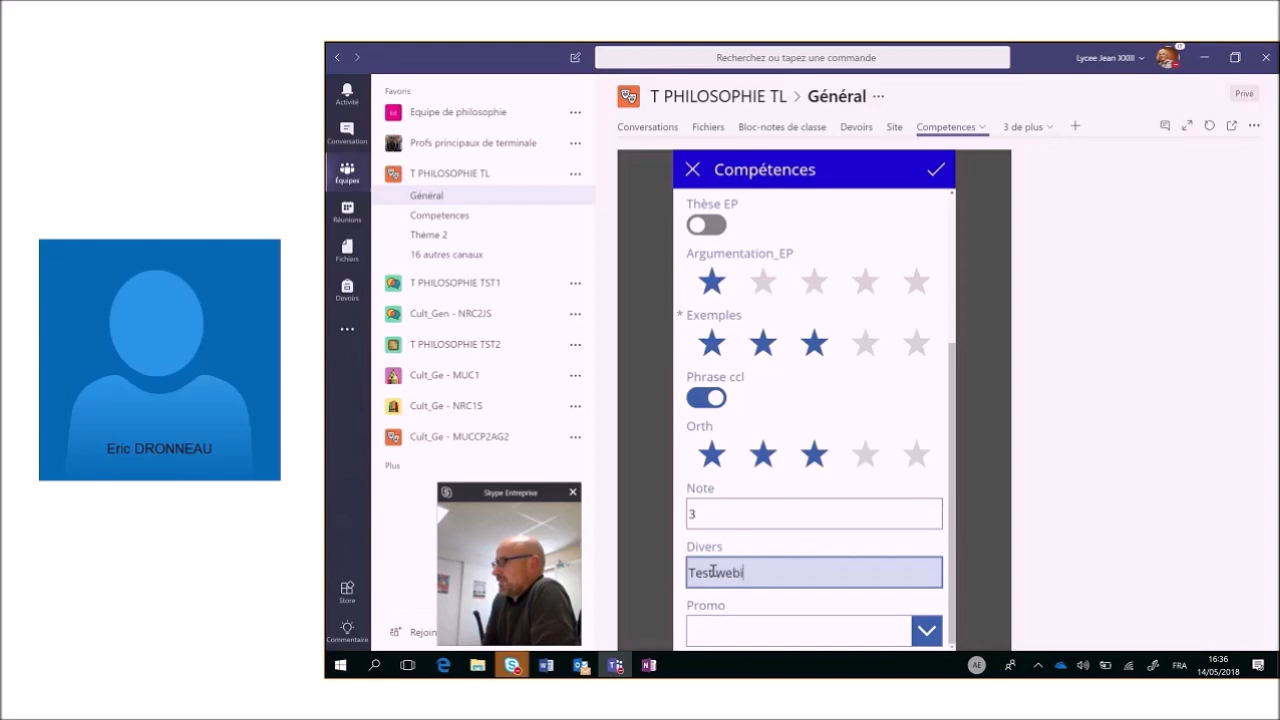 Eric DRONNEAU
Recherchez ou tapez une commande
Lycee Jean XXIII
Activité
Conversation
Équipes
Réunions
Fichiers
Devoirs
Store
Commentaire
Favoris
Equipe de philosophie
Profs principaux de terminale
T PHILOSOPHIE TL
Général
Competences
Thème 2
16 autres canaux
T PHILOSOPHIE TST1
Cult_Gen - NRC2JS
T PHILOSOPHIE TST2
Cult_Ge - MUC1
Cult_Ge - NRC1S
Cult_Ge - MUCCP2AG2
Plus
Skype Entreprise
Rejoin
T PHILOSOPHIE TL > Général ···
Privé
Conversations Fichiers Bloc-notes de classe Devoirs Site Competences 3 de plus +
Compétences
Thèse EP
Argumentation_EP
* Exemples
Phrase ccl
Orth
Note
3
Divers
Test webi
Promo
AE
FRA
16:36
14/05/2018